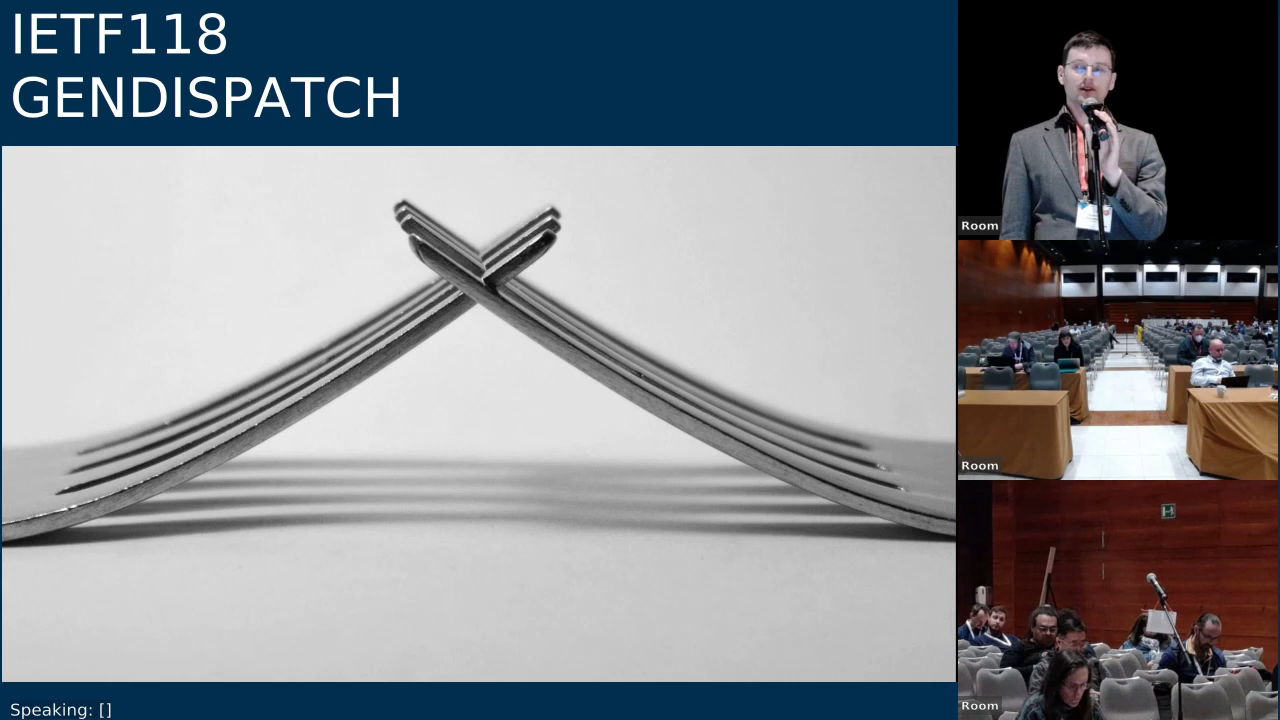 IETF118
GENDISPATCH
Room
Room
Room
Speaking: []